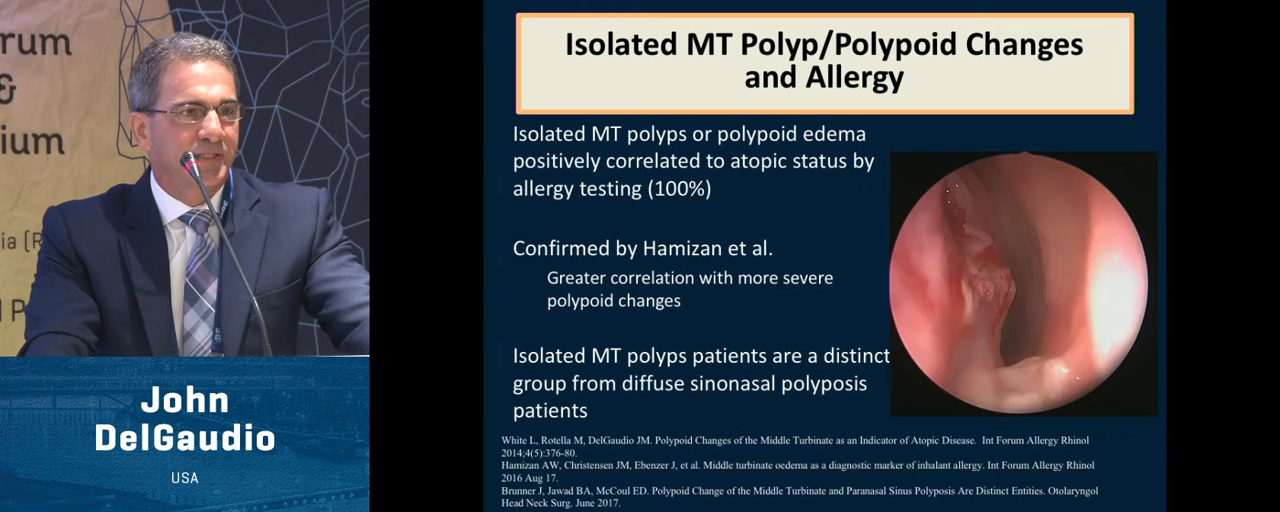 rum
&
ium
ia (R
l P
John
DelGaudio
USA
Isolated MT Polyp/Polypoid Changes
and Allergy
Isolated MT polyps or polypoid edema
positively correlated to atopic status by
allergy testing (100%)
Confirmed by Hamizan et al.
Greater correlation with more severe
polypoid changes
Isolated MT polyps patients are a distinct
group from diffuse sinonasal polyposis
patients
White L, Rotella M, DelGaudio JM. Polypoid Changes of the Middle Turbinate as an Indicator of Atopic Disease. Int Forum Allergy Rhinol
2014;4(5):376-80.
Hamizan AW, Christensen JM, Ebenzer J, et al. Middle turbinate oedema as a diagnostic marker of inhalant allergy. Int Forum Allergy Rhinol
2016 Aug 17.
Brunner J, Jawad BA, McCoul ED. Polypoid Change of the Middle Turbinate and Paranasal Sinus Polyposis Are Distinct Entities. Otolaryngol
Head Neck Surg. June 2017.